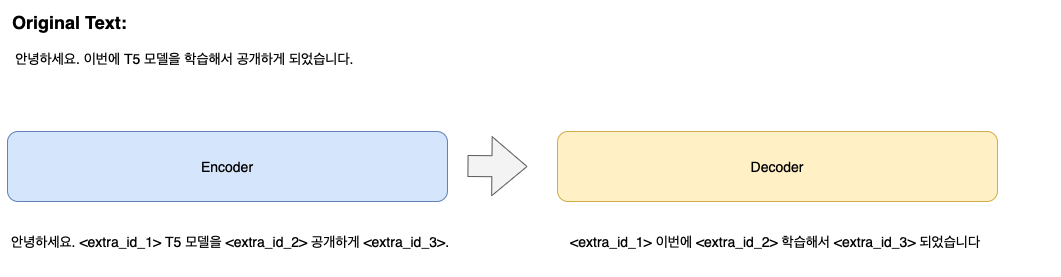 Original Text:
안녕하세요. 이번에 T5 모델을 학습해서 공개하게 되었습니다.
Encoder
Decoder
안녕하세요. <extra_id_1> T5 모델을 <extra_id_2> 공개하게 <extra_id_3>.
<extra_id_1> 이번에 <extra_id_2> 학습해서 <extra_id_3> 되었습니다